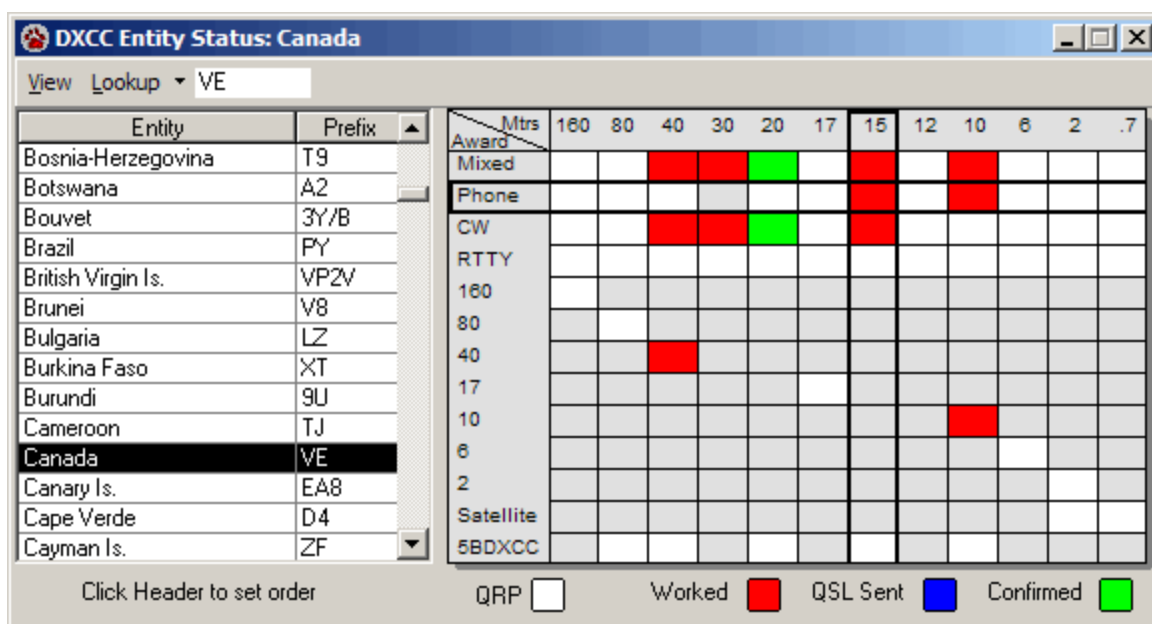 DXCC Entity Status: Canada
View Lookup VE
Entity Prefix
Bosnia-Herzegovina T9
Botswana A2
Bouvet 3Y/B
Brazil PY
British Virgin Is. VP2V
Brunei V8
Bulgaria LZ
Burkina Faso XT
Burundi 9U
Cameroon TJ
Canada VE
Canary Is. EA8
Cape Verde D4
Cayman Is. ZF
Click Header to set order
Mtrs 160 80 40 30 20 17 15 12 10 6 2 .7
Award
Mixed
Phone
CW
RTTY
160
80
40
17
10
6
2
Satellite
5BDXCC
QRP Worked QSL Sent Confirmed